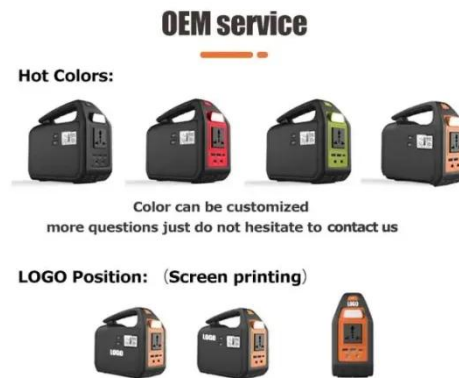 OEM service
Hot Colors:
Color can be customized
more questions just do not hesitate to contact us
LOGO Position: （Screen printing）
LOGO
LOGO
LOGO